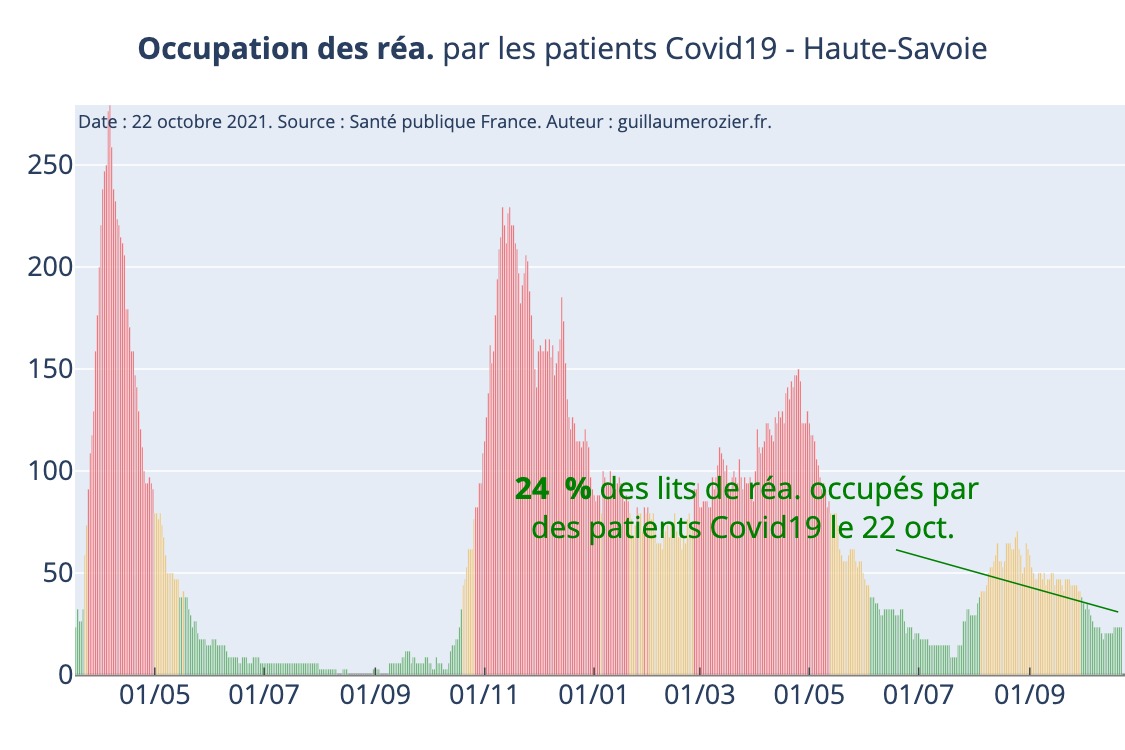 Occupation des réa. par les patients Covid19 - Haute-Savoie
Date : 22 octobre 2021. Source : Santé publique France. Auteur : guillaumerozier.fr.
250
200
150
100
50
0
24 % des lits de réa. occupés par
des patients Covid19 le 22 oct.
01/05 01/07 01/09 01/11 01/01 01/03 01/05 01/07 01/09